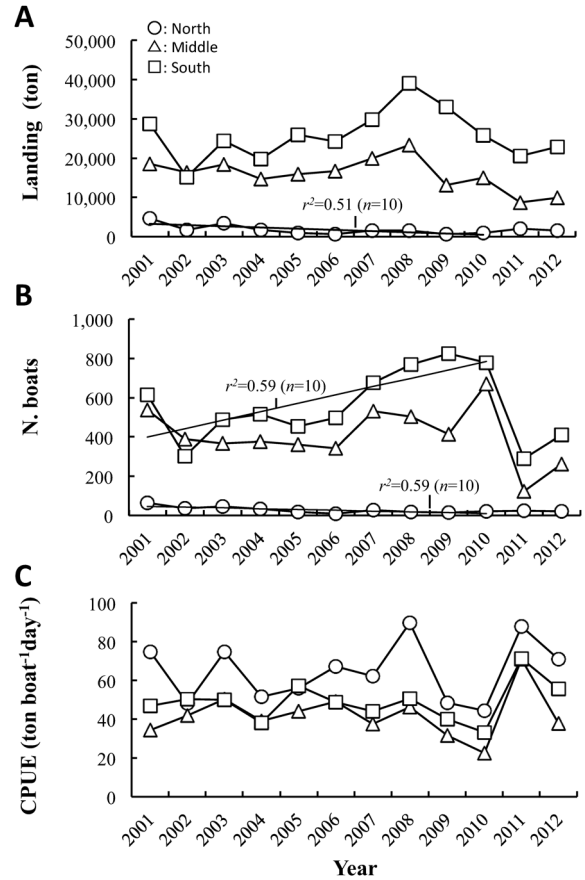 A
○: North
△: Middle
□: South
Landing (ton)
50,000
40,000
30,000
20,000
10,000
0
r²=0.51 (n=10)
2001 2002 2003 2004 2005 2006 2007 2008 2009 2010 2011 2012
B
N. boats
1,000
800
600
400
200
0
r²=0.59 (n=10)
r²=0.59 (n=10)
2001 2002 2003 2004 2005 2006 2007 2008 2009 2010 2011 2012
C
CPUE (ton boat⁻¹day⁻¹)
100
80
60
40
20
0
2001 2002 2003 2004 2005 2006 2007 2008 2009 2010 2011 2012
Year